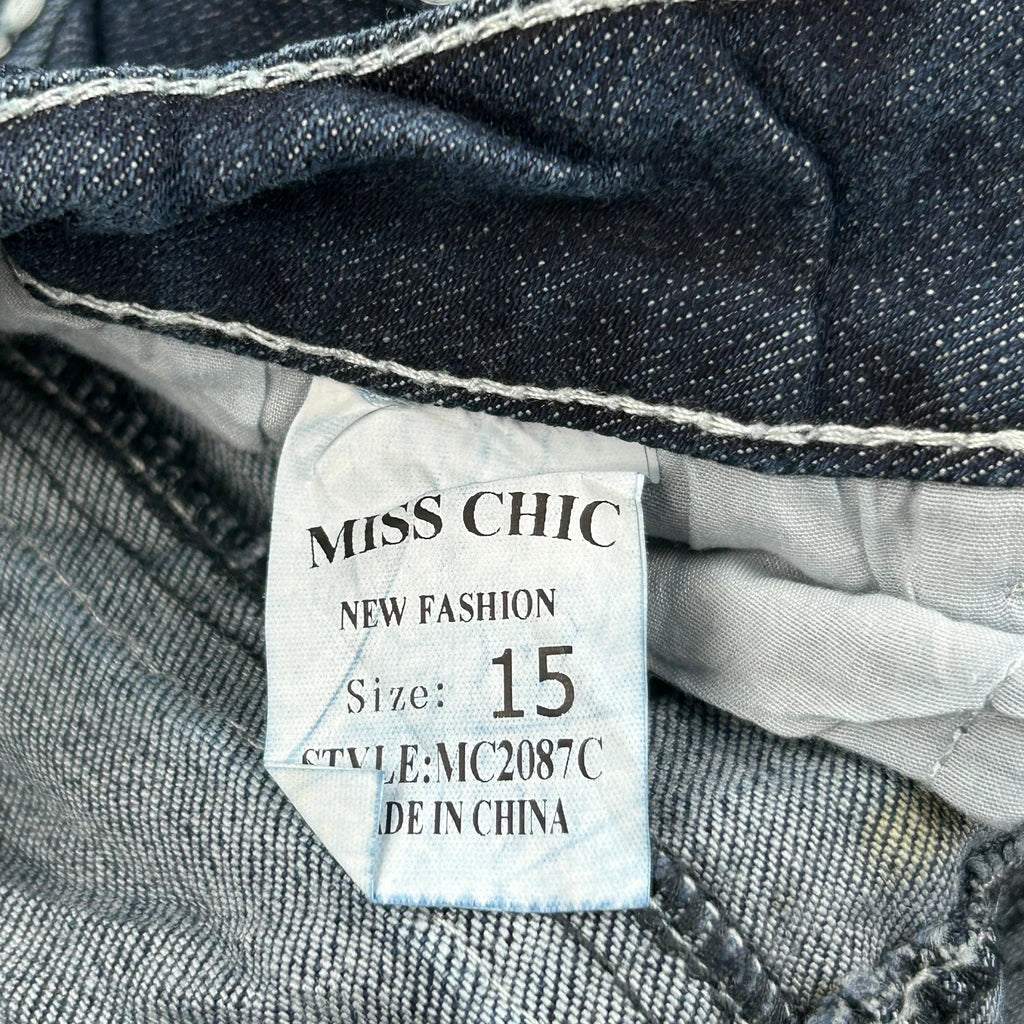 MISS CHIC
NEW FASHION
Size: 15
STYLE:MC2087C
ADE IN CHINA